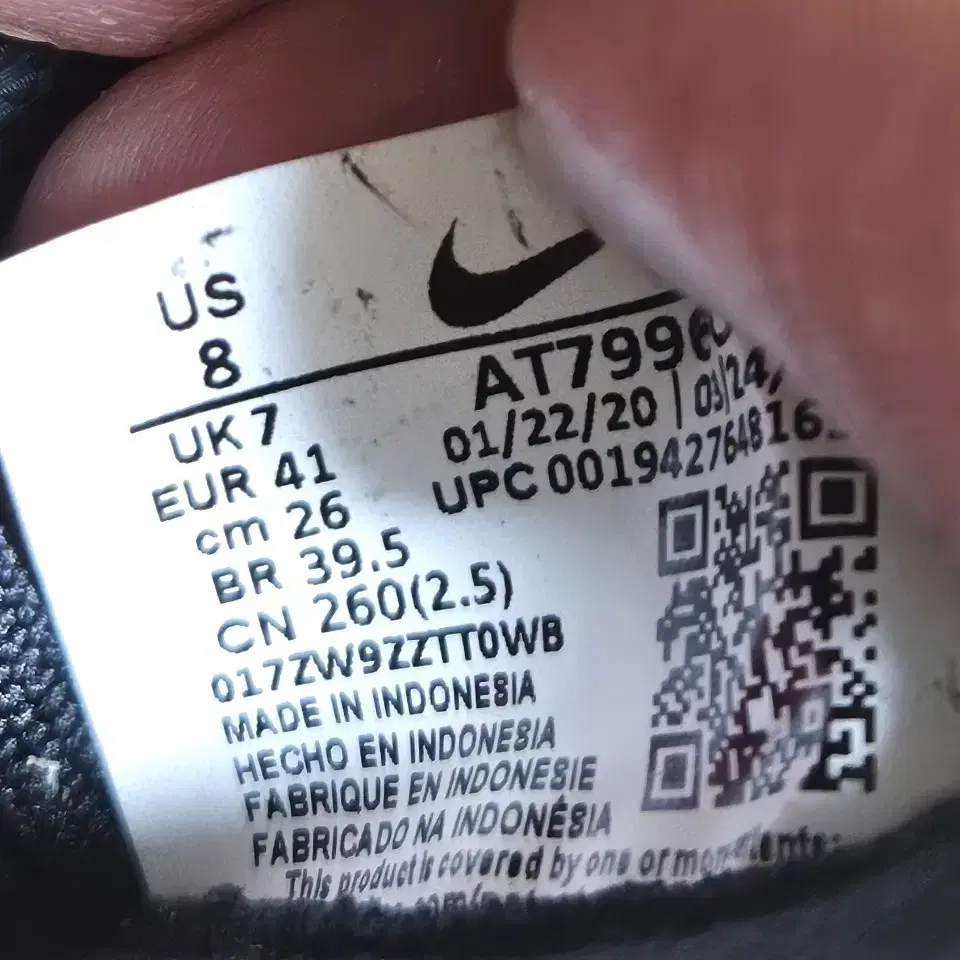 US
8
UK 7
EUR 41
cm 26
BR 39.5
CN 260(2.5)
AT799
01/22/20 |
UPC
017ZW9ZZTT0WB
MADE IN INDONESIA
HECHO EN INDONESIA
FABRIQUE EN INDONESIE
FABRICADO NA INDONÉSIA
This product is covered by one or more